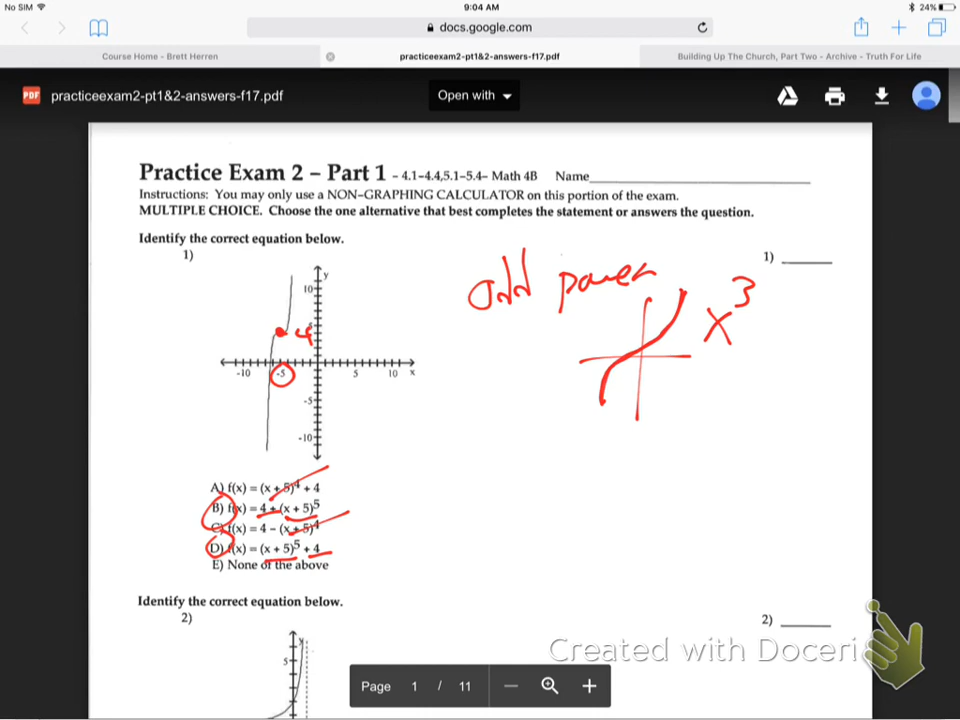 No SIM 9:04 AM 24%
docs.google.com
Course Home - Brett Herren practiceexam2-pt1&2-answers-f17.pdf Building Up The Church, Part Two - Archive - Truth For Life
PDF practiceexam2-pt1&2-answers-f17.pdf Open with
Practice Exam 2 – Part 1 - 4.1–4.4,5.1–5.4– Math 4B Name
Instructions: You may only use a NON-GRAPHING CALCULATOR on this portion of the exam.
MULTIPLE CHOICE. Choose the one alternative that best completes the statement or answers the question.
Identify the correct equation below.
1) 1)
odd power
x³
y
10
4
-10 -5 5 10 x
-5
-10
A) f(x) = (x + 5)⁴ + 4
B) f(x) = 4 + (x + 5)⁵
C) f(x) = 4 - (x + 5)⁴
D) f(x) = (x + 5)⁵ + 4
E) None of the above
Identify the correct equation below.
2) 2)
y
5
Created with Doceri
Page 1 / 11